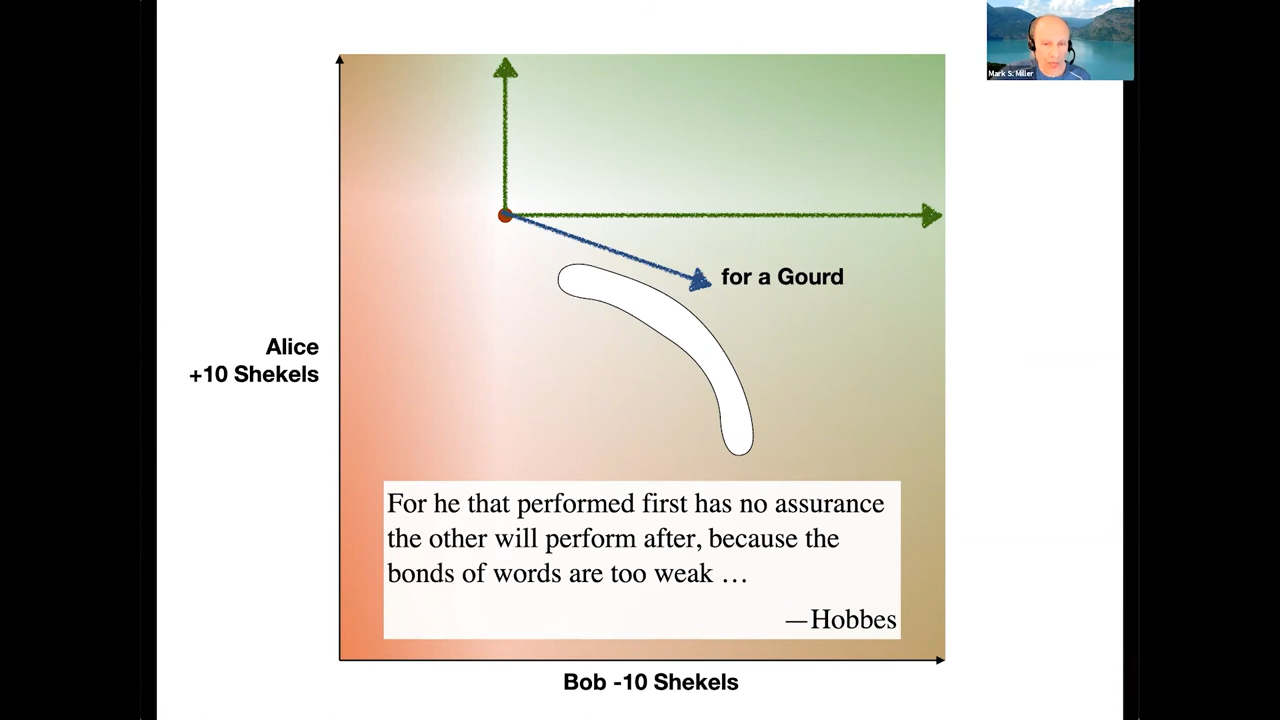 Mark S. Miller
for a Gourd
Alice
+10 Shekels
For he that performed first has no assurance
the other will perform after, because the
bonds of words are too weak …
—Hobbes
Bob -10 Shekels